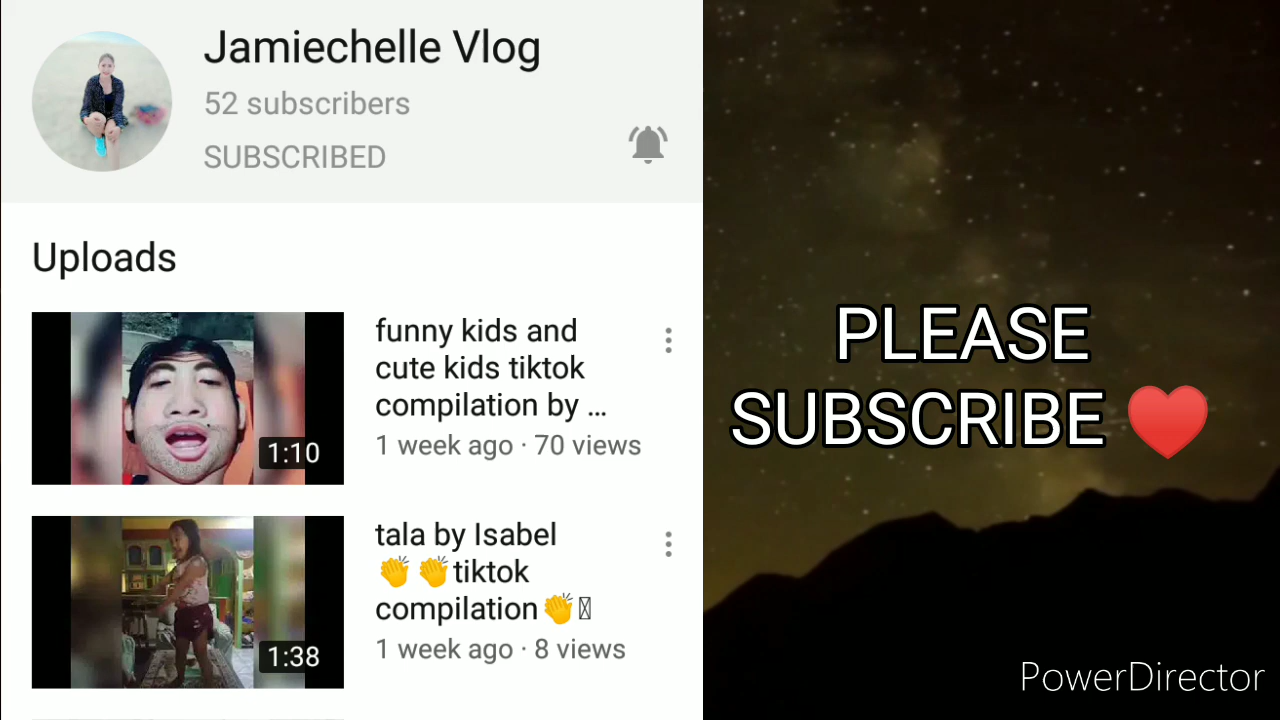 Jamiechelle Vlog
52 subscribers
SUBSCRIBED
Uploads
funny kids and
cute kids tiktok
compilation by ...
1 week ago · 70 views
1:10
tala by Isabel
👏 👏tiktok
compilation👏
1 week ago · 8 views
1:38
PLEASE
SUBSCRIBE ♥️
PowerDirector